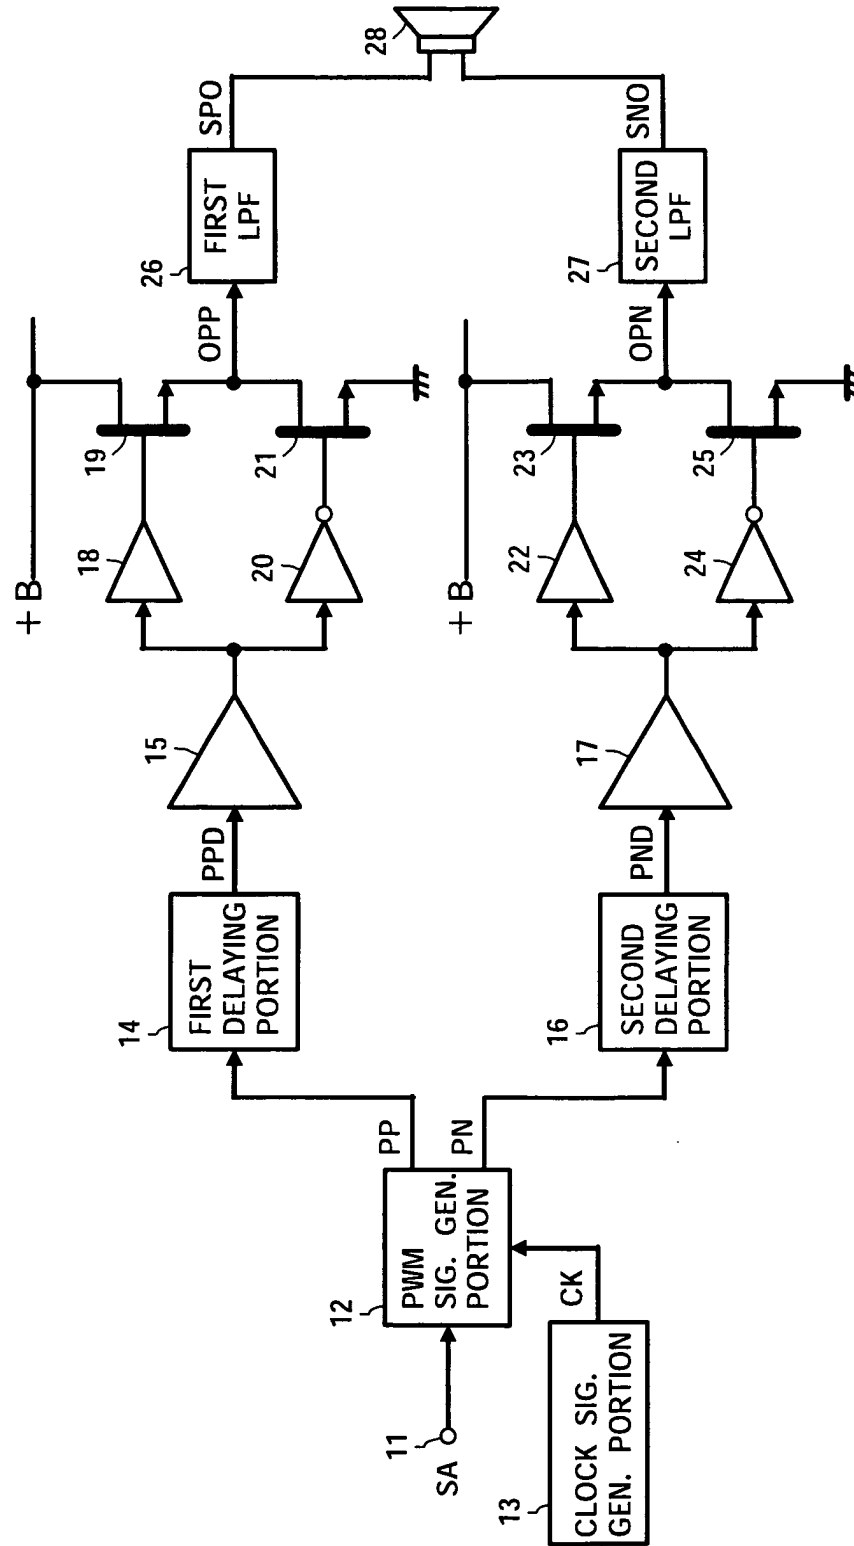 SA
11
12
PWM
SIG. GEN.
PORTION
13
CLOCK SIG.
GEN. PORTION
CK
PP
PN
14
FIRST
DELAYING
PORTION
PPD
15
18
20
+B
19
21
OPP
26
FIRST
LPF
SPO
28
16
SECOND
DELAYING
PORTION
PND
17
22
24
+B
23
25
OPN
27
SECOND
LPF
SNO